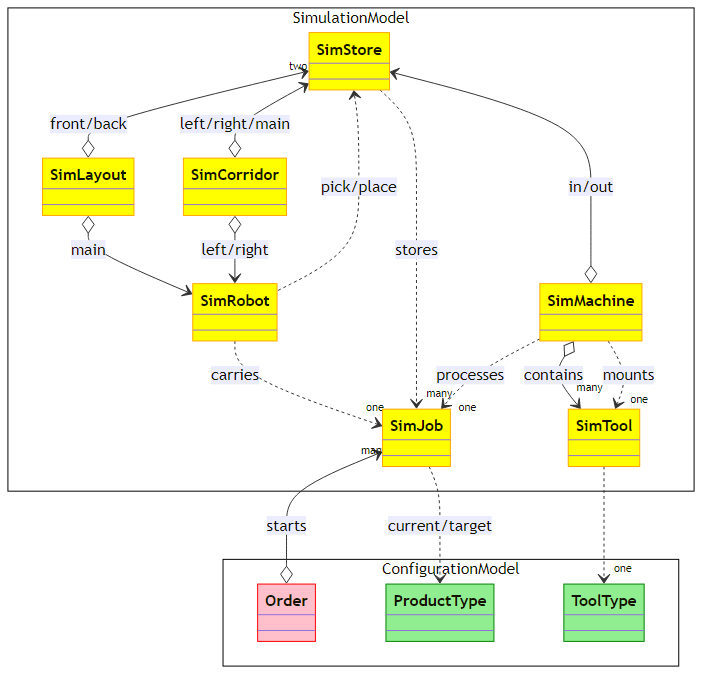 SimulationModel
SimStore
two
front/back
left/right/main
SimLayout
SimCorridor
pick/place
in/out
main
left/right
stores
SimRobot
SimMachine
carries
processes
contains
mounts
many
many
one
one
one
SimJob
SimTool
man
starts
current/target
ConfigurationModel
one
Order
ProductType
ToolType